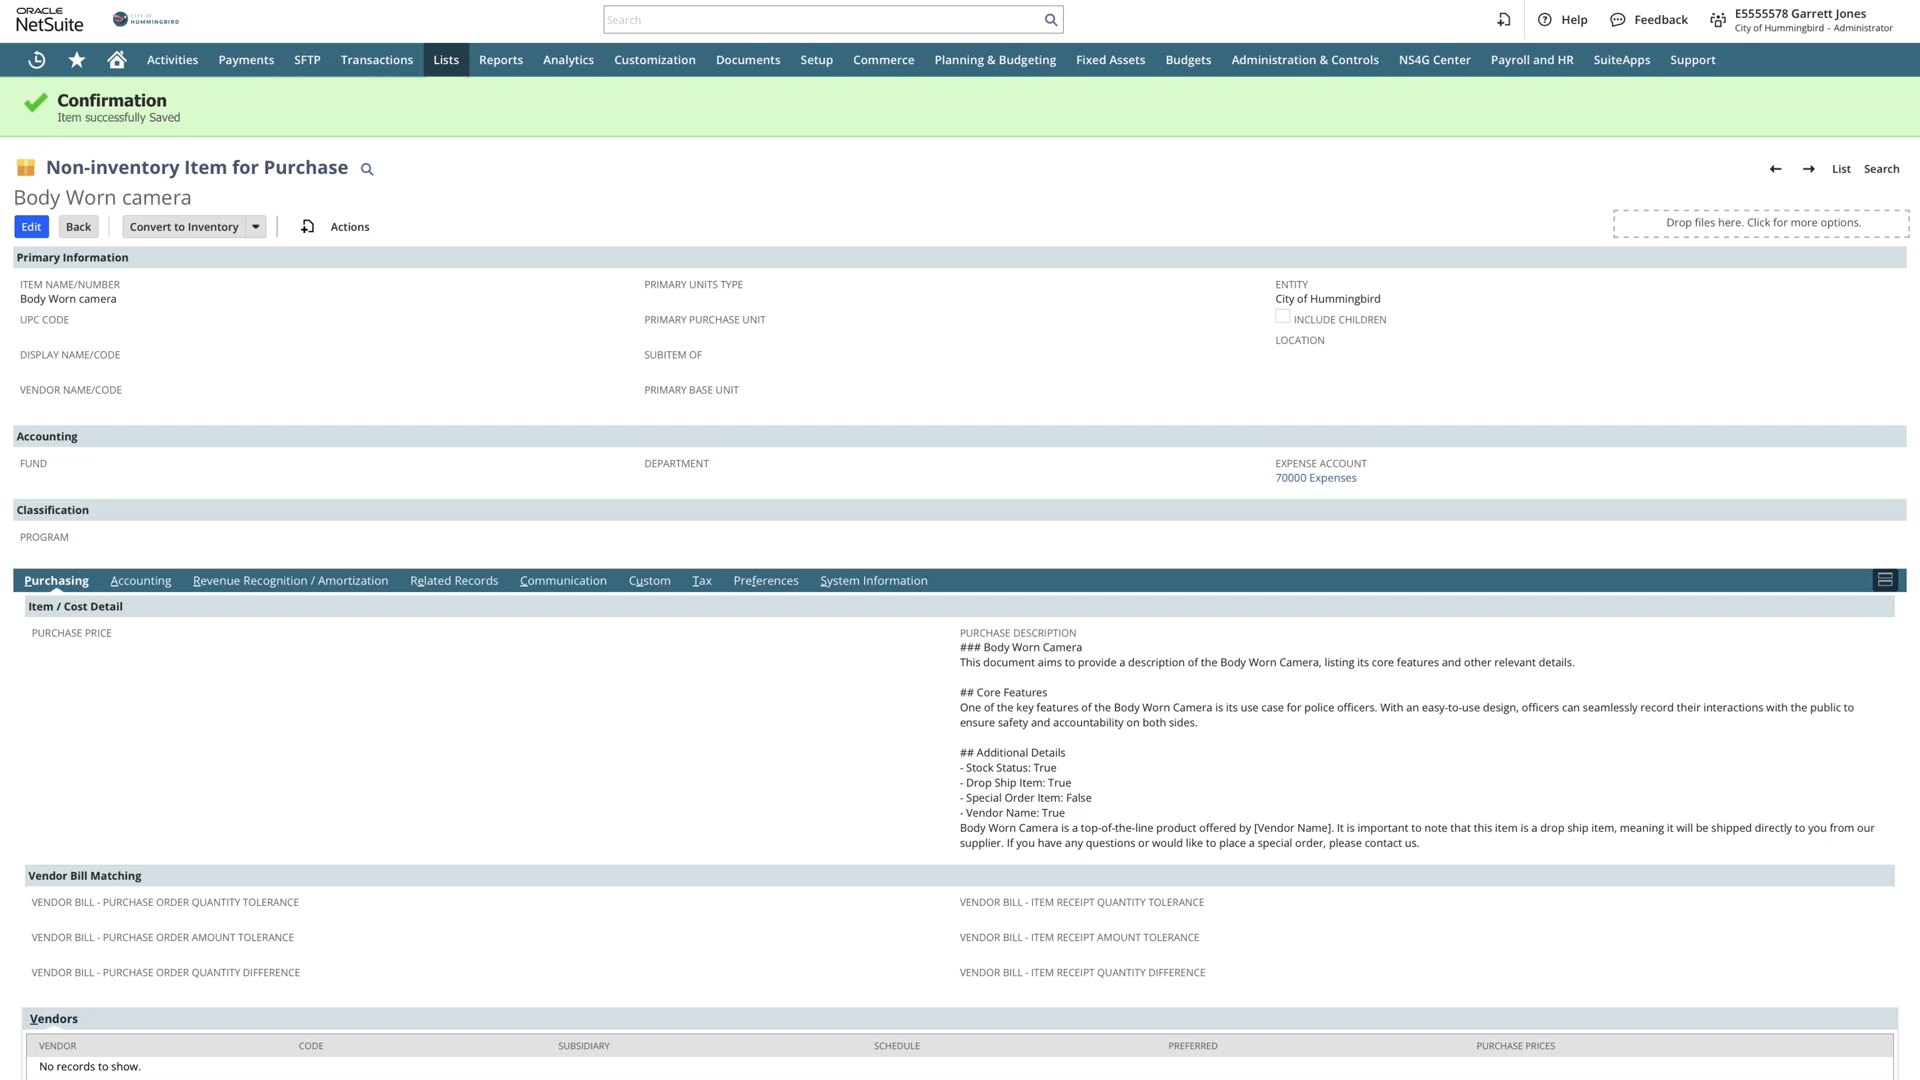 ORACLE
NetSuite
CITY OF
HUMMINGBIRD
Search
Help
Feedback
E5555578 Garrett Jones
City of Hummingbird - Administrator
Activities
Payments
SFTP
Transactions
Lists
Reports
Analytics
Customization
Documents
Setup
Commerce
Planning & Budgeting
Fixed Assets
Budgets
Administration & Controls
NS4G Center
Payroll and HR
SuiteApps
Support
Confirmation
Item successfully Saved
Non-inventory Item for Purchase
List
Search
Body Worn camera
Edit
Back
Convert to Inventory
Actions
Drop files here. Click for more options.
Primary Information
ITEM NAME/NUMBER
Body Worn camera
UPC CODE
DISPLAY NAME/CODE
VENDOR NAME/CODE
PRIMARY UNITS TYPE
PRIMARY PURCHASE UNIT
SUBITEM OF
PRIMARY BASE UNIT
ENTITY
City of Hummingbird
INCLUDE CHILDREN
LOCATION
Accounting
FUND
DEPARTMENT
EXPENSE ACCOUNT
70000 Expenses
Classification
PROGRAM
Purchasing
Accounting
Revenue Recognition / Amortization
Related Records
Communication
Custom
Tax
Preferences
System Information
Item / Cost Detail
PURCHASE PRICE
PURCHASE DESCRIPTION
### Body Worn Camera
This document aims to provide a description of the Body Worn Camera, listing its core features and other relevant details.
## Core Features
One of the key features of the Body Worn Camera is its use case for police officers. With an easy-to-use design, officers can seamlessly record their interactions with the public to
ensure safety and accountability on both sides.
## Additional Details
- Stock Status: True
- Drop Ship Item: True
- Special Order Item: False
- Vendor Name: True
Body Worn Camera is a top-of-the-line product offered by [Vendor Name]. It is important to note that this item is a drop ship item, meaning it will be shipped directly to you from our
supplier. If you have any questions or would like to place a special order, please contact us.
Vendor Bill Matching
VENDOR BILL - PURCHASE ORDER QUANTITY TOLERANCE
VENDOR BILL - PURCHASE ORDER AMOUNT TOLERANCE
VENDOR BILL - PURCHASE ORDER QUANTITY DIFFERENCE
VENDOR BILL - ITEM RECEIPT QUANTITY TOLERANCE
VENDOR BILL - ITEM RECEIPT AMOUNT TOLERANCE
VENDOR BILL - ITEM RECEIPT QUANTITY DIFFERENCE
Vendors
VENDOR
CODE
SUBSIDIARY
SCHEDULE
PREFERRED
PURCHASE PRICES
No records to show.